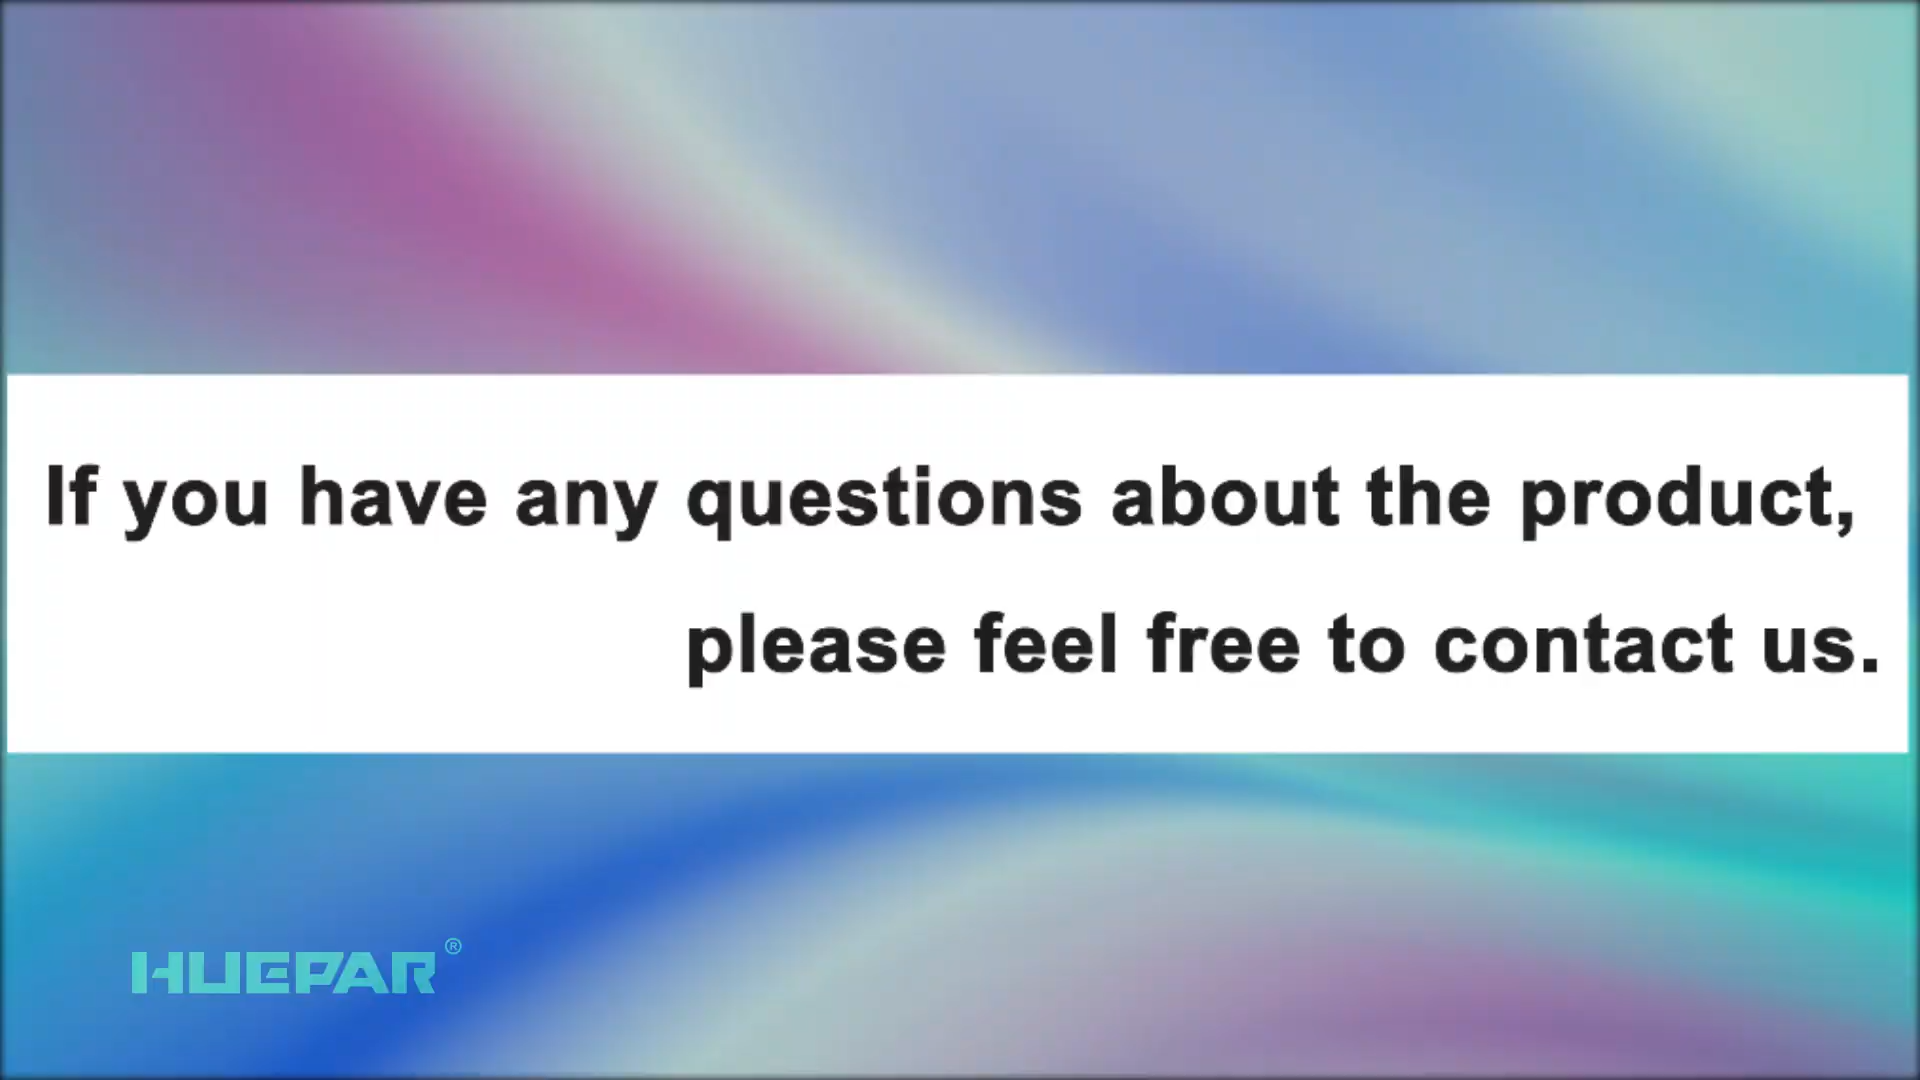 If you have any questions about the product,
please feel free to contact us.
HUEPAR®